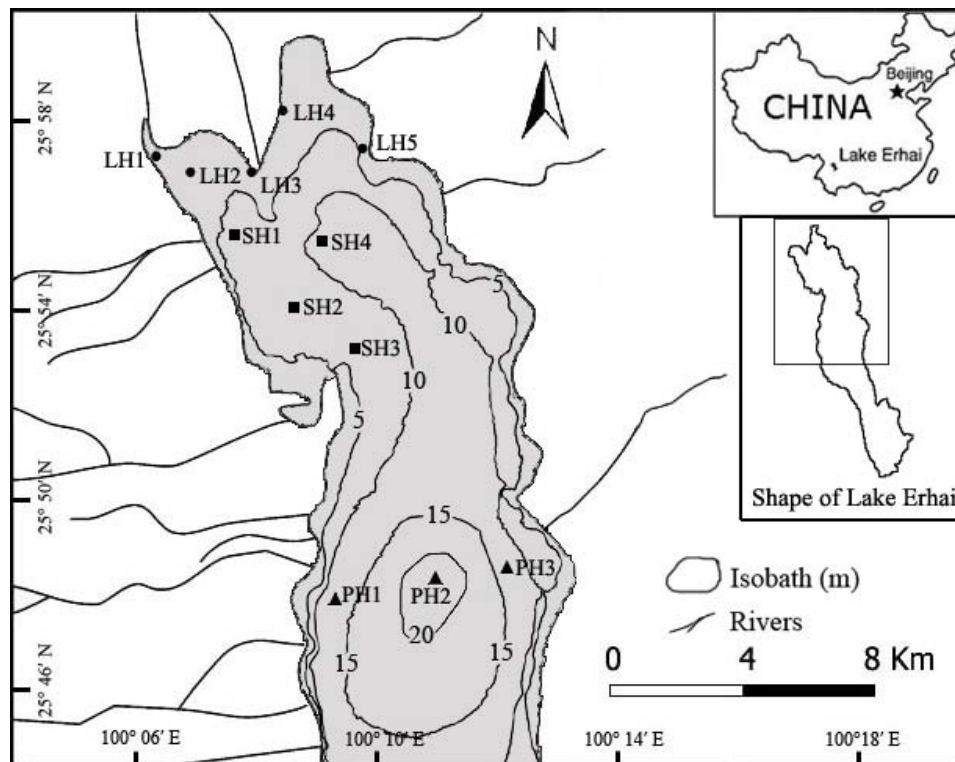 N
Beijing
CHINA
Lake Erhai
25° 58′ N
25° 54′ N
25° 50′ N
25° 46′ N
LH4
LH5
LH1
LH2
LH3
SH1
SH4
SH2
SH3
5
10
10
5
15
15
15
20
PH1
PH2
PH3
Shape of Lake Erhai
Isobath (m)
Rivers
0 4 8 Km
100° 06′ E
100° 10′ E
100° 14′ E
100° 18′ E